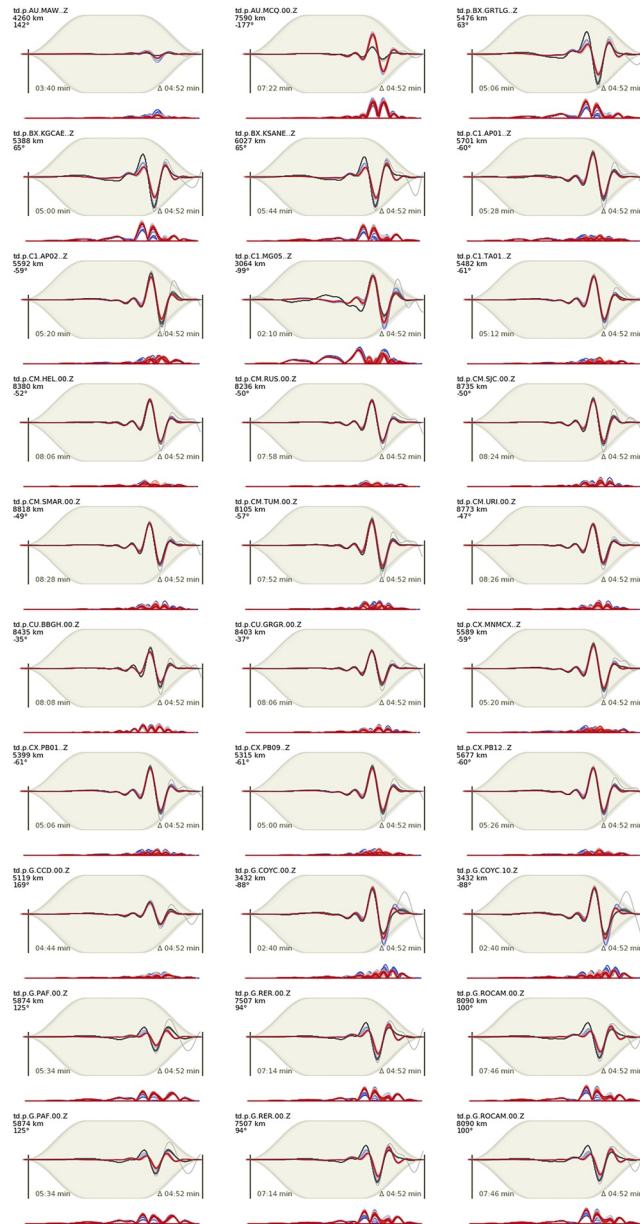 td.p.AU.MAW..Z
4260 km
142°
03:40 min
Δ 04:52 min
td.p.AU.MCQ.00.Z
7590 km
-177°
07:22 min
Δ 04:52 min
td.p.BX.GRTLG..Z
5476 km
63°
05:06 min
Δ 04:52 min
td.p.BX.KGCAE..Z
5388 km
65°
05:00 min
Δ 04:52 min
td.p.BX.KSANE..Z
6027 km
65°
05:44 min
Δ 04:52 min
td.p.C1.AP01..Z
5701 km
-60°
05:28 min
Δ 04:52 min
td.p.C1.AP02..Z
5592 km
-59°
05:20 min
Δ 04:52 min
td.p.C1.MG05..Z
3064 km
-99°
02:10 min
Δ 04:52 min
td.p.C1.TA01..Z
5482 km
-61°
05:12 min
Δ 04:52 min
td.p.CM.HEL.00.Z
8380 km
-52°
08:06 min
Δ 04:52 min
td.p.CM.RUS.00.Z
8236 km
-50°
07:58 min
Δ 04:52 min
td.p.CM.SJC.00.Z
8735 km
-50°
08:24 min
Δ 04:52 min
td.p.CM.SMAR.00.Z
8818 km
-49°
08:28 min
Δ 04:52 min
td.p.CM.TUM.00.Z
8105 km
-57°
07:52 min
Δ 04:52 min
td.p.CM.URI.00.Z
8773 km
-47°
08:26 min
Δ 04:52 min
td.p.CU.BBGH.00.Z
8435 km
-35°
08:08 min
Δ 04:52 min
td.p.CU.GRGR.00.Z
8403 km
-37°
08:06 min
Δ 04:52 min
td.p.CX.MNMCX..Z
5589 km
-59°
05:20 min
Δ 04:52 min
td.p.CX.PB01..Z
5399 km
-61°
05:06 min
Δ 04:52 min
td.p.CX.PB09..Z
5315 km
-61°
05:00 min
Δ 04:52 min
td.p.CX.PB12..Z
5677 km
-60°
05:26 min
Δ 04:52 min
td.p.G.CCD.00.Z
5119 km
169°
04:44 min
Δ 04:52 min
td.p.G.COYC.00.Z
3432 km
-88°
02:40 min
Δ 04:52 min
td.p.G.COYC.10.Z
3432 km
-88°
02:40 min
Δ 04:52 min
td.p.G.PAF.00.Z
5874 km
125°
05:34 min
Δ 04:52 min
td.p.G.RER.00.Z
7507 km
94°
07:14 min
Δ 04:52 min
td.p.G.ROCAM.00.Z
8090 km
100°
07:46 min
Δ 04:52 min
td.p.G.PAF.00.Z
5874 km
125°
05:34 min
Δ 04:52 min
td.p.G.RER.00.Z
7507 km
94°
07:14 min
Δ 04:52 min
td.p.G.ROCAM.00.Z
8090 km
100°
07:46 min
Δ 04:52 min